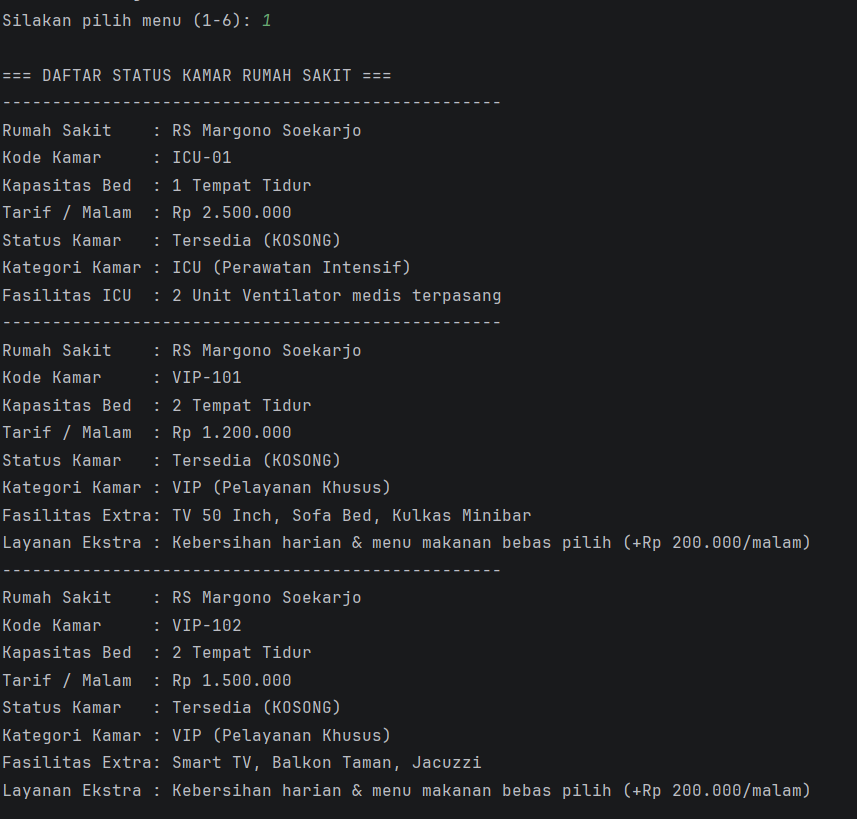 Silakan pilih menu (1-6): 1
=== DAFTAR STATUS KAMAR RUMAH SAKIT ===
--------------------------------------------------
Rumah Sakit    : RS Margono Soekarjo
Kode Kamar     : ICU-01
Kapasitas Bed  : 1 Tempat Tidur
Tarif / Malam  : Rp 2.500.000
Status Kamar   : Tersedia (KOSONG)
Kategori Kamar : ICU (Perawatan Intensif)
Fasilitas ICU  : 2 Unit Ventilator medis terpasang
--------------------------------------------------
Rumah Sakit    : RS Margono Soekarjo
Kode Kamar     : VIP-101
Kapasitas Bed  : 2 Tempat Tidur
Tarif / Malam  : Rp 1.200.000
Status Kamar   : Tersedia (KOSONG)
Kategori Kamar : VIP (Pelayanan Khusus)
Fasilitas Extra: TV 50 Inch, Sofa Bed, Kulkas Minibar
Layanan Ekstra : Kebersihan harian & menu makanan bebas pilih (+Rp 200.000/malam)
--------------------------------------------------
Rumah Sakit    : RS Margono Soekarjo
Kode Kamar     : VIP-102
Kapasitas Bed  : 2 Tempat Tidur
Tarif / Malam  : Rp 1.500.000
Status Kamar   : Tersedia (KOSONG)
Kategori Kamar : VIP (Pelayanan Khusus)
Fasilitas Extra: Smart TV, Balkon Taman, Jacuzzi
Layanan Ekstra : Kebersihan harian & menu makanan bebas pilih (+Rp 200.000/malam)